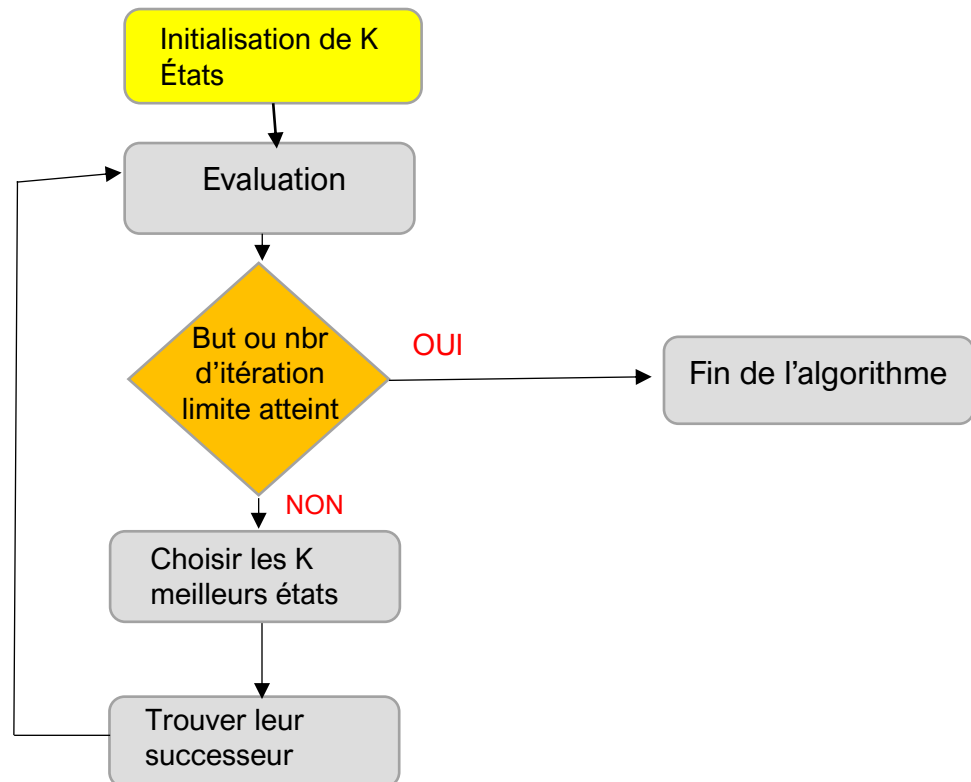 Initialisation de K
États
Evaluation
But ou nbr
d'itération
limite atteint
OUI
Fin de l'algorithme
NON
Choisir les K
meilleurs états
Trouver leur
successeur